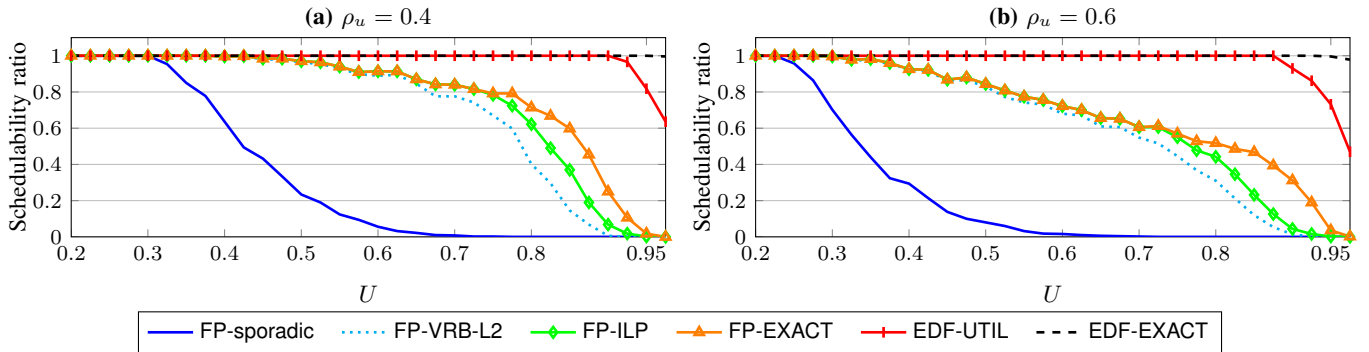 (a) ρu = 0.4
Schedulability ratio
1
0.8
0.6
0.4
0.2
0
0.2 0.3 0.4 0.5 0.6 0.7 0.8 0.95
U
(b) ρu = 0.6
Schedulability ratio
1
0.8
0.6
0.4
0.2
0
0.2 0.3 0.4 0.5 0.6 0.7 0.8 0.95
U
FP-sporadic FP-VRB-L2 FP-ILP FP-EXACT EDF-UTIL EDF-EXACT